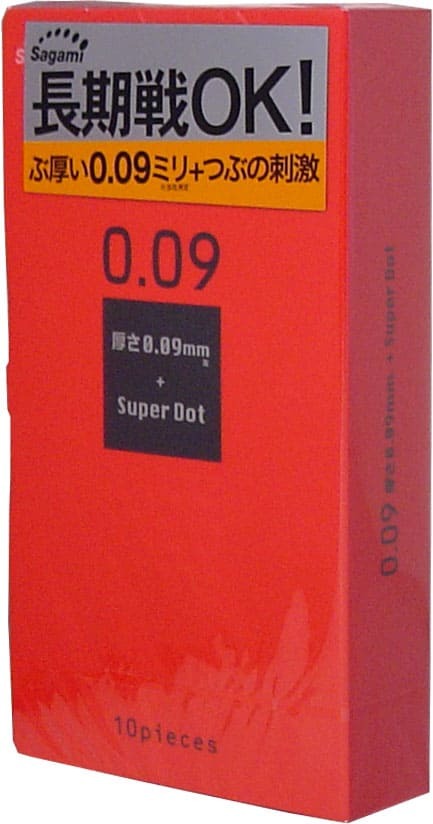 Sagami
長期戦OK!
ぶ厚い0.09ミリ+つぶの刺激
0.09
厚さ0.09mm
+
Super Dot
10pieces
0.09 厚さ0.09mm + Super Dot